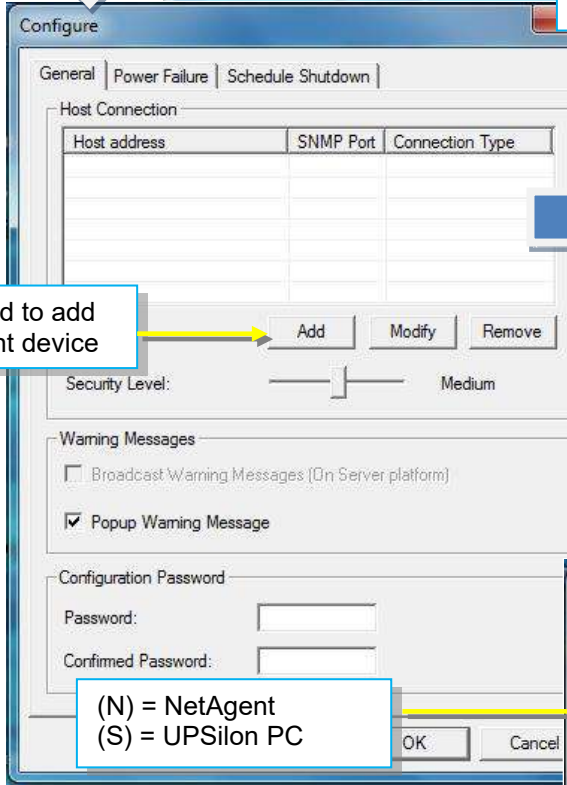 Configure
General Power Failure Schedule Shutdown
Host Connection
Host address SNMP Port Connection Type
d to add
nt device
Add Modify Remove
Security Level: Medium
Warning Messages
Broadcast Warning Messages (On Server platform)
Popup Warning Message
Configuration Password
Password:
Confirmed Password:
(N) = NetAgent
(S) = UPSilon PC
OK Cancel